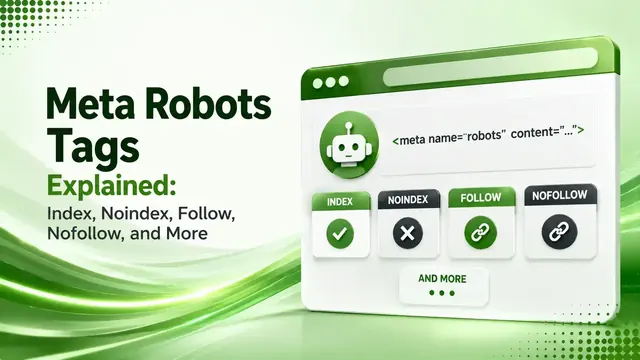 Meta Robots
Tags
Explained:
Index, Noindex, Follow,
Nofollow, and More
<meta name="robots" content="...">
INDEX
NOINDEX
FOLLOW
NOFOLLOW
AND MORE